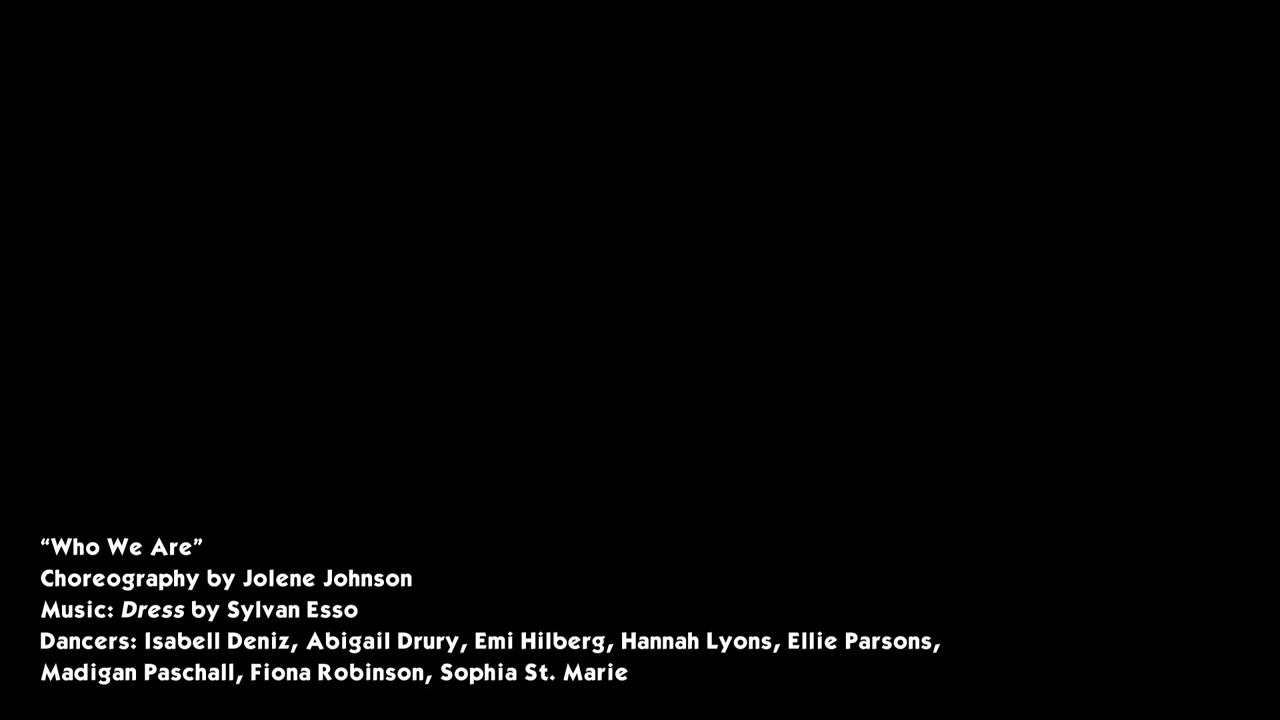 “Who We Are”
Choreography by Jolene Johnson
Music: Dress by Sylvan Esso
Dancers: Isabell Deniz, Abigail Drury, Emi Hilberg, Hannah Lyons, Ellie Parsons,
Madigan Paschall, Fiona Robinson, Sophia St. Marie